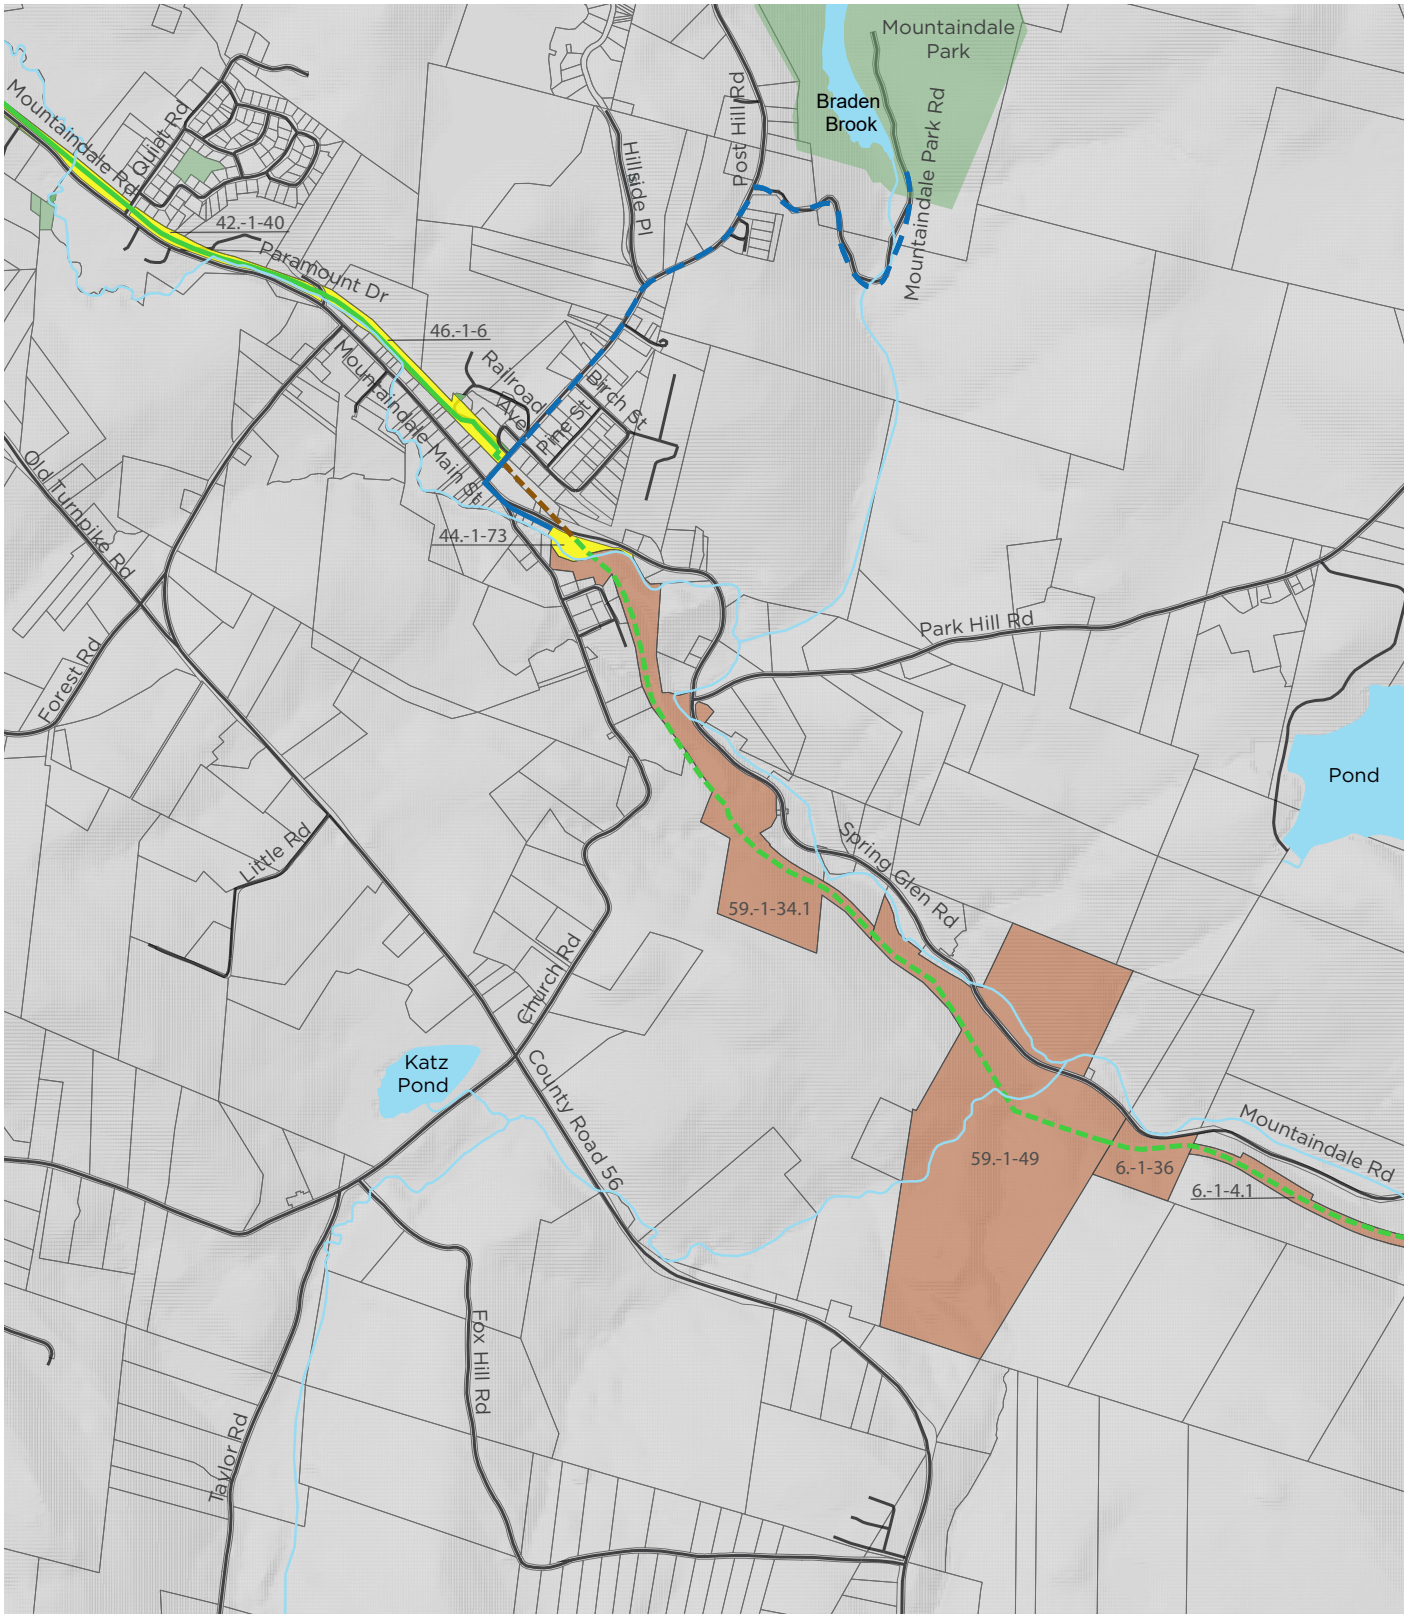 Mountaindale
Park
Braden
Brook
Mountaindale Park Rd
Post Hill Rd
Hillside Pl
Mountaindale Rd
Quiat Rd
42.-1-40
Paramount Dr
46.-1-6
Railroad
Ave
Birch St
Pine St
Mountaindale Main St
44.-1-73
Old Turnpike Rd
Forest Rd
Park Hill Rd
Pond
Little Rd
Spring Glen Rd
59.-1-34.1
Church Rd
Katz
Pond
County Road 56
59.-1-49
6.-1-36
Mountaindale Rd
6.-1-4.1
Fox Hill Rd
Taylor Rd